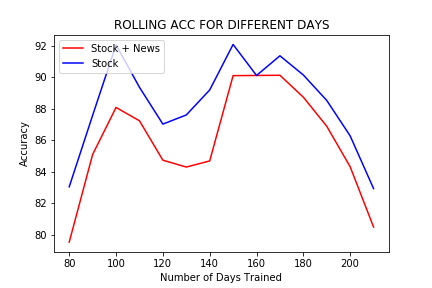 ROLLING ACC FOR DIFFERENT DAYS
Stock + News
Stock
Accuracy
92
90
88
86
84
82
80
80 100 120 140 160 180 200
Number of Days Trained